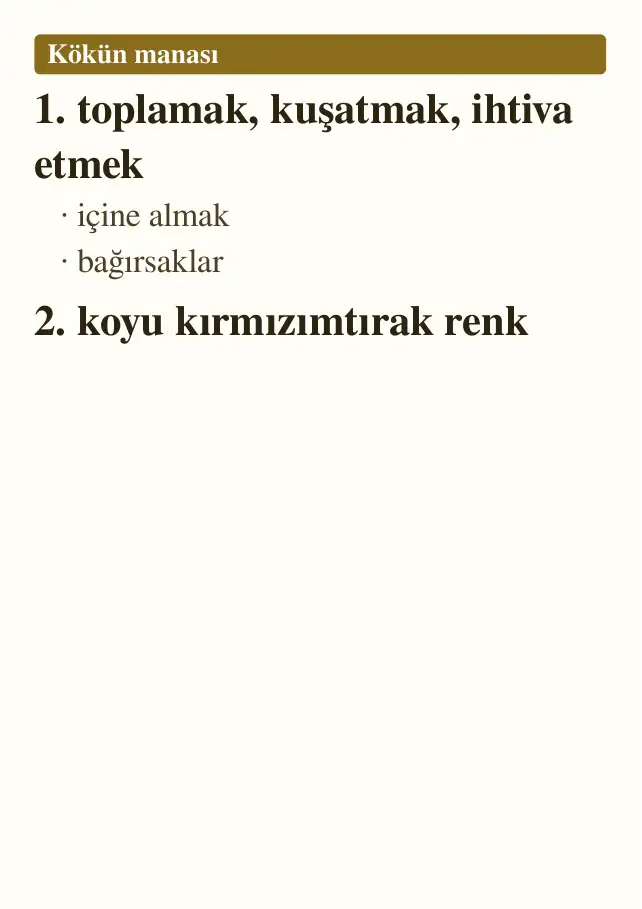 Kökün manası
1. toplamak, kuşatmak, ihtiva
etmek
· içine almak
· bağırsaklar
2. koyu kırmızımtırak renk